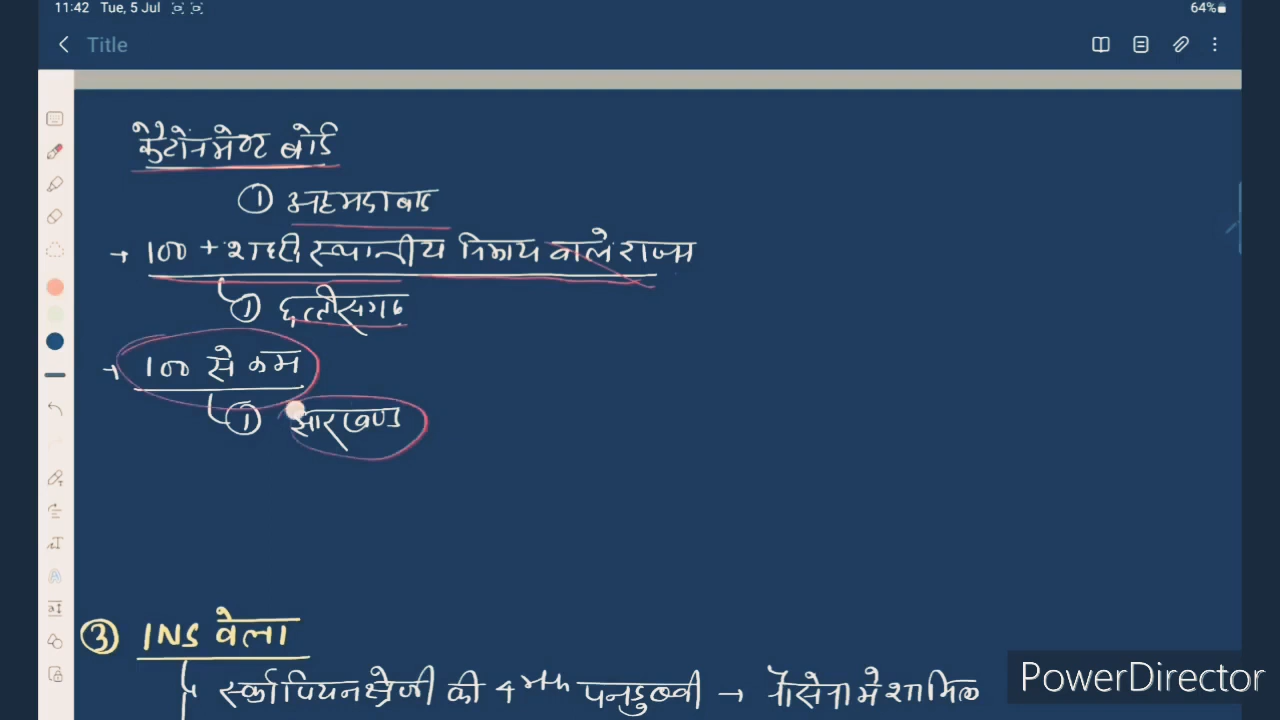 11:42 Tue, 5 Jul 64%
Title
कैंटोनमेण्ट बोर्ड
① अहमदाबाद
→ 100 + शहरी स्थानीय निकाय वाले राज्य
① छत्तीसगढ़
→ 100 से कम
① झारखण्ड
③ INS वेला
स्कॉर्पियन श्रेणी की 4rth पनडुब्बी → नौसेना में शामिल
PowerDirector